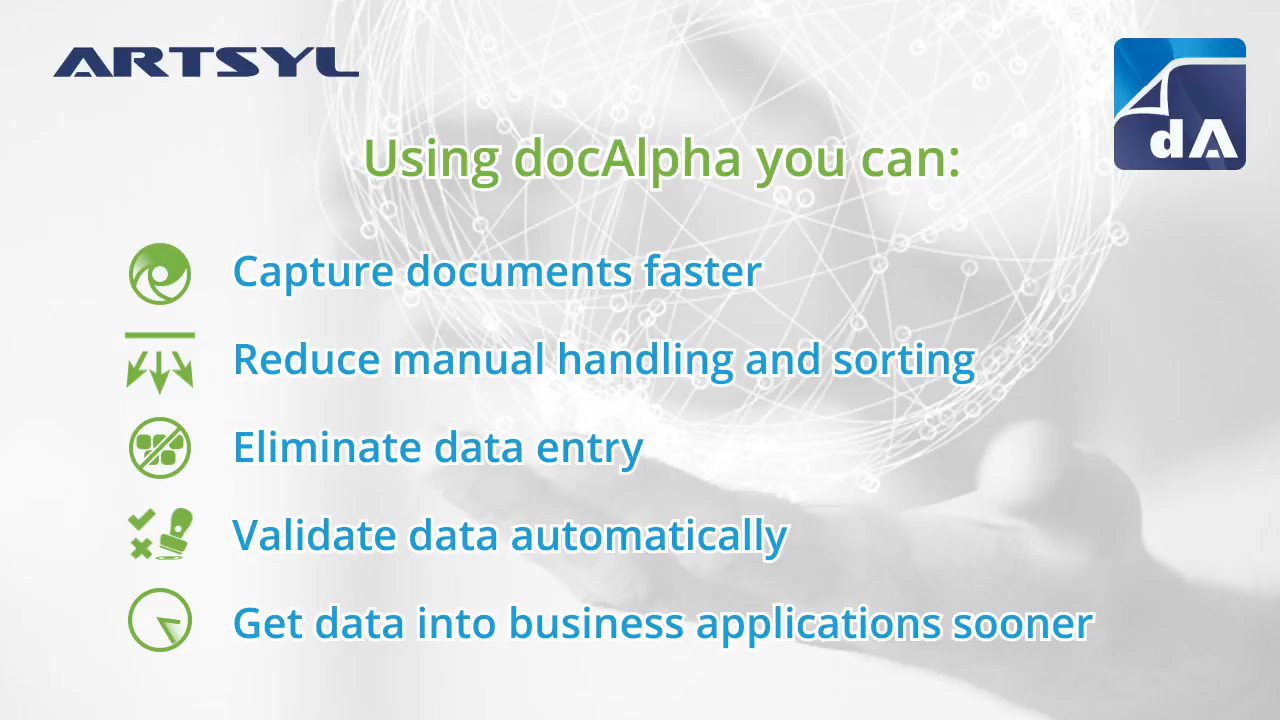 ARTSYL
dA
Using docAlpha you can:
Capture documents faster
Reduce manual handling and sorting
Eliminate data entry
Validate data automatically
Get data into business applications sooner